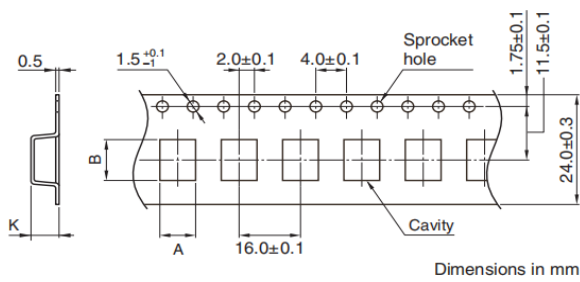 0.5
1.5 +0.1 -1
2.0±0.1
4.0±0.1
Sprocket
hole
1.75±0.1
11.5±0.1
24.0±0.3
B
K
A
16.0±0.1
Cavity
Dimensions in mm